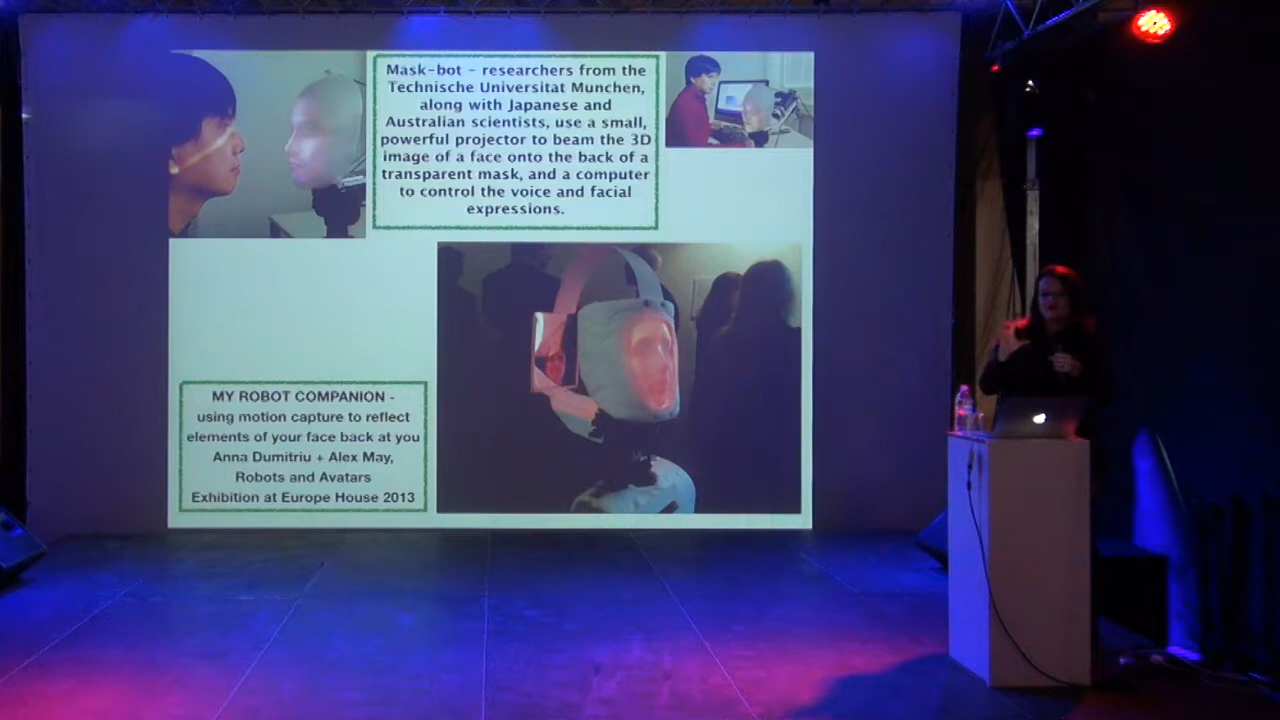 Mask-bot - researchers from the
Technische Universitat Munchen,
along with Japanese and
Australian scientists, use a small,
powerful projector to beam the 3D
image of a face onto the back of a
transparent mask, and a computer
to control the voice and facial
expressions.
MY ROBOT COMPANION -
using motion capture to reflect
elements of your face back at you
Anna Dumitriu + Alex May,
Robots and Avatars
Exhibition at Europe House 2013